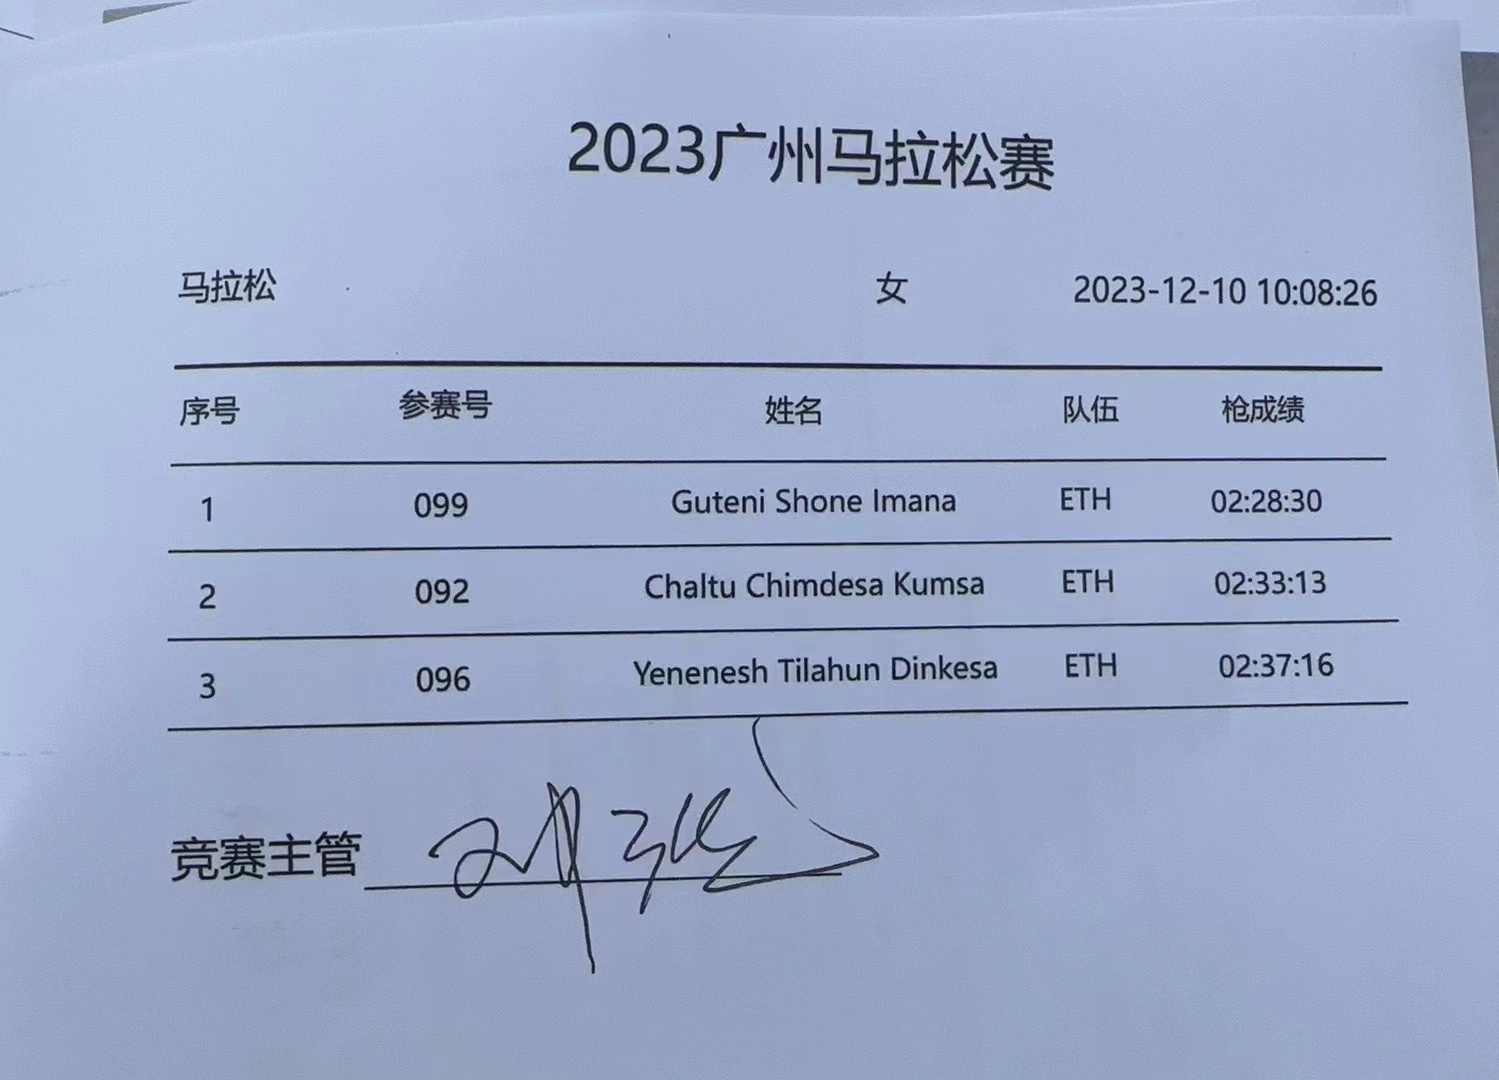 2023广州马拉松赛
马拉松 女 2023-12-10 10:08:26
序号 参赛号 姓名 队伍 枪成绩
1 099 Guteni Shone Imana ETH 02:28:30
2 092 Chaltu Chimdesa Kumsa ETH 02:33:13
3 096 Yenenesh Tilahun Dinkesa ETH 02:37:16
竞赛主管